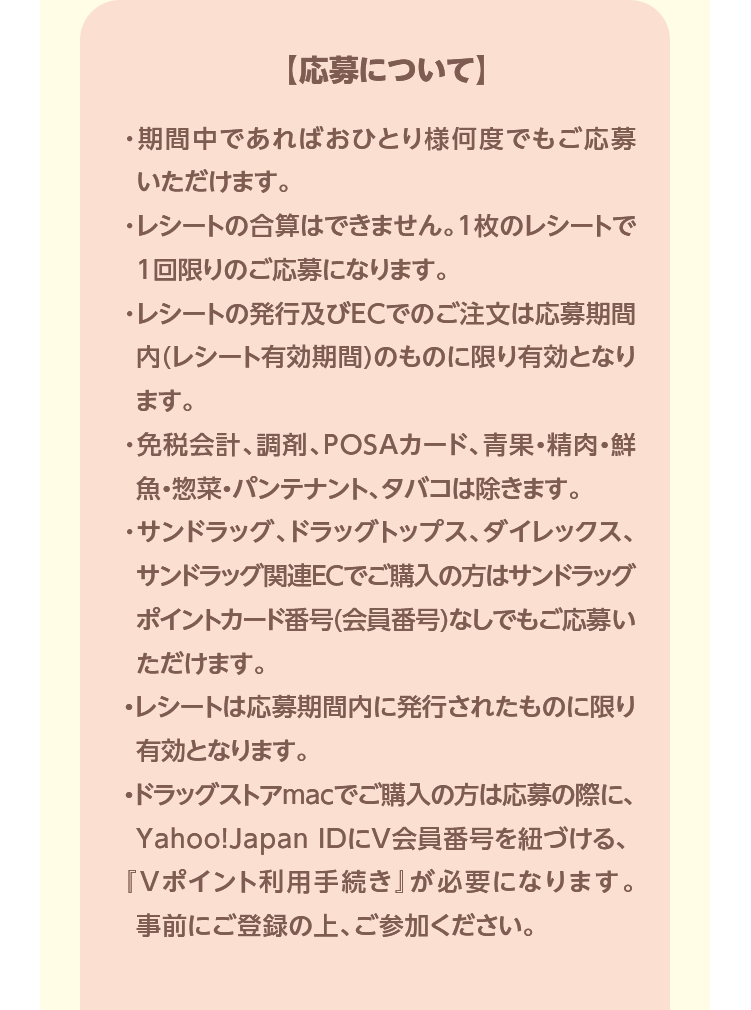 【応募について】
・期間中であればおひとり様何度でもご応募
いただけます。
・レシートの合算はできません。1枚のレシートで
1回限りのご応募になります。
・レシートの発行及びECでのご注文は応募期間
内(レシート有効期間)のものに限り有効となり
ます。
・免税会計、調剤、POSAカード、青果・精肉・鮮
魚・惣菜・パンテナント、タバコは除きます。
・サンドラッグ、ドラッグトップス、ダイレックス、
サンドラッグ関連ECでご購入の方はサンドラッグ
ポイントカード番号(会員番号)なしでもご応募い
ただけます。
・レシートは応募期間内に発行されたものに限り
有効となります。
・ドラッグストアmacでご購入の方は応募の際に、
Yahoo!Japan IDにV会員番号を紐づける、
『Vポイント利用手続き』が必要になります。
事前にご登録の上、ご参加ください。